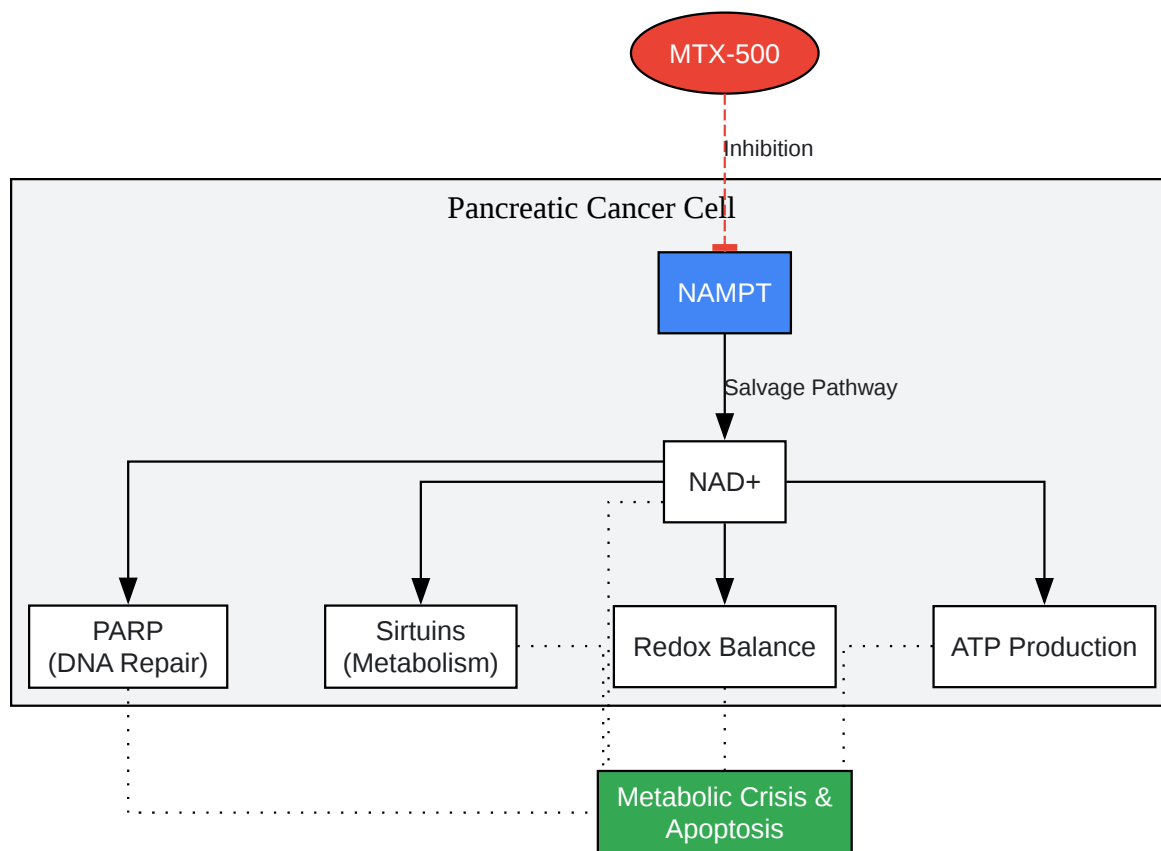 MTX-500
Inhibition
Pancreatic Cancer Cell
NAMPT
Salvage Pathway
NAD+
PARP
(DNA Repair)
Sirtuins
(Metabolism)
Redox Balance
ATP Production
Metabolic Crisis &
Apoptosis